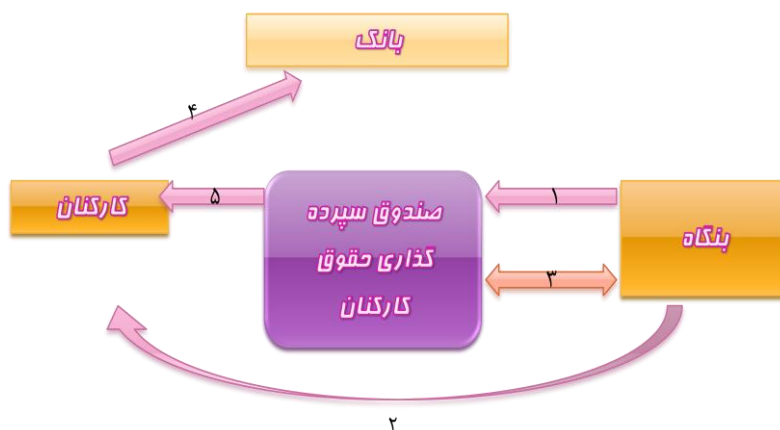 بانک
۴
کارکنان
۵
صندوق سپرده
گذاری حقوق
کارکنان
۱
۳
بنگاه
۲